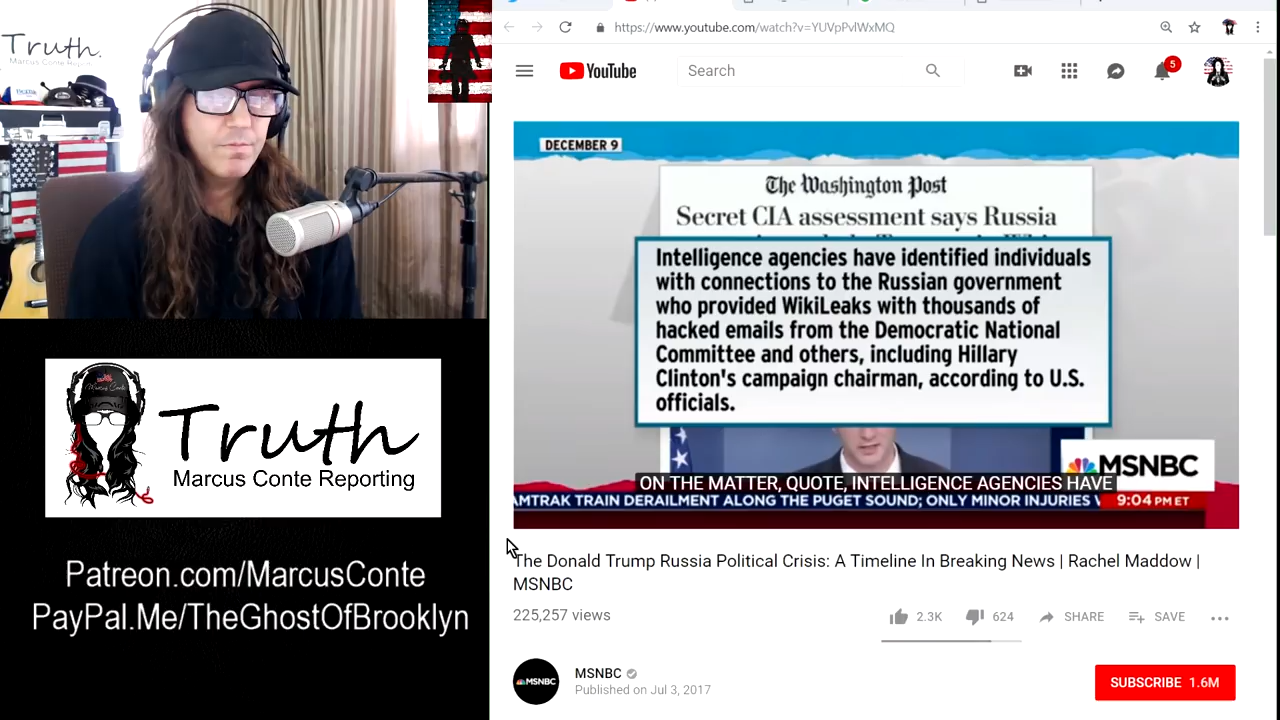 Truth.
Marcus Conte
https://www.youtube.com/watch?v=YUVpPvlWxMQ
YouTube
Search
5
DECEMBER 9
The Washington Post
Secret CIA assessment says Russia
Intelligence agencies have identified individuals
with connections to the Russian government
who provided WikiLeaks with thousands of
hacked emails from the Democratic National
Committee and others, including Hillary
Clinton's campaign chairman, according to U.S.
officials.
MSNBC
ON THE MATTER, QUOTE, INTELLIGENCE AGENCIES HAVE
AMTRAK TRAIN DERAILMENT ALONG THE PUGET SOUND; ONLY MINOR INJURIES
9:04 PM ET
Truth
Marcus Conte Reporting
Patreon.com/MarcusConte
PayPal.Me/TheGhostOfBrooklyn
The Donald Trump Russia Political Crisis: A Timeline In Breaking News | Rachel Maddow |
MSNBC
225,257 views
2.3K
624
SHARE
SAVE
MSNBC
MSNBC
Published on Jul 3, 2017
SUBSCRIBE 1.6M